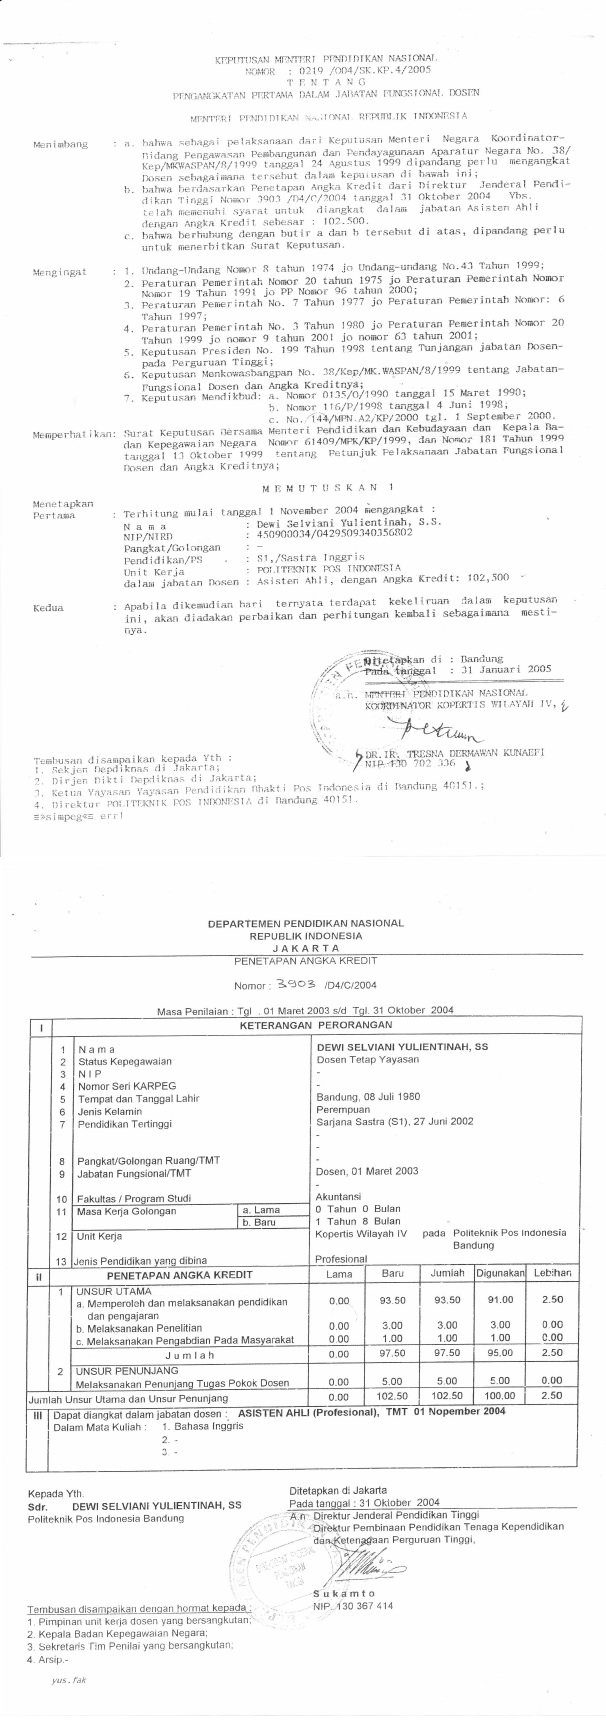 KEPUTUSAN MENTERI PENDIDIKAN NASIONAL
NOMOR : 0219 /O04/SK.KP.4/2005
T E N T A N G
PENGANGKATAN PERTAMA DALAM JABATAN FUNGSIONAL DOSEN
MENTERI PENDIDIKAN NASIONAL REPUBLIK INDONESIA
Menimbang : a. bahwa sebagai pelaksanaan dari Keputusan Menteri Negara Koordinator-
Bidang Pengawasan Pembangunan dan Pendayagunaan Aparatur Negara No. 38/
Kep/MKWASPAN/8/1999 tanggal 24 Agustus 1999 dipandang perlu mengangkat
Dosen sebagaimana tersebut dalam keputusan di bawah ini;
b. bahwa berdasarkan Penetapan Angka Kredit dari Direktur Jenderal Pendi-
dikan Tinggi Nomor 3903 /D4/C/2004 tanggal 31 Oktober 2004 Ybs.
telah memenuhi syarat untuk diangkat dalam jabatan Asisten Ahli
dengan Angka Kredit sebesar : 102.500.
c. bahwa berhubung dengan butir a dan b tersebut di atas, dipandang perlu
untuk menerbitkan Surat Keputusan.
Mengingat : 1. Undang-Undang Nomor 8 tahun 1974 jo Undang-undang No.43 Tahun 1999;
2. Peraturan Pemerintah Nomor 20 tahun 1975 jo Peraturan Pemerintah Nomor
Nomor 19 Tahun 1991 jo PP Nomor 96 tahun 2000;
3. Peraturan Pemerintah No. 7 Tahun 1977 jo Peraturan Pemerintah Nomor: 6
Tahun 1997;
4. Peraturan Pemerintah No. 3 Tahun 1980 jo Peraturan Pemerintah Nomor 20
Tahun 1999 jo nomor 9 tahun 2001 jo nomor 63 tahun 2001;
5. Keputusan Presiden No. 199 Tahun 1998 tentang Tunjangan jabatan Dosen-
pada Perguruan Tinggi;
6. Keputusan Menkowasbangpan No. 38/Kep/MK.WASPAN/8/1999 tentang Jabatan-
Fungsional Dosen dan Angka Kreditnya;
7. Keputusan Mendikbud: a. Nomor 0135/O/1990 tanggal 15 Maret 1990;
b. Nomor 116/P/1998 tanggal 4 Juni 1998;
c. No. 144/MPN.A2/KP/2000 tgl. 1 September 2000.
Memperhatikan: Surat Keputusan Bersama Menteri Pendidikan dan Kebudayaan dan Kepala Ba-
dan Kepegawaian Negara Nomor 61409/MPK/KP/1999, dan Nomor 181 Tahun 1999
tanggal 13 Oktober 1999 tentang Petunjuk Pelaksanaan Jabatan Fungsional
Dosen dan Angka Kreditnya;
M E M U T U S K A N I
Menetapkan
Pertama : Terhitung mulai tanggal 1 November 2004 mengangkat :
N a m a : Dewi Selviani Yulientinah, S.S.
NIP/NIRD : 450900034/0429509340356802
Pangkat/Golongan : -
Pendidikan/PS : S1,/Sastra Inggris
Unit Kerja : POLITEKNIK POS INDONESIA
dalam jabatan Dosen : Asisten Ahli, dengan Angka Kredit: 102,500
Kedua : Apabila dikemudian hari ternyata terdapat kekeliruan dalam keputusan
ini, akan diadakan perbaikan dan perhitungan kembali sebagaimana mesti-
nya.
Ditetapkan di : Bandung
Pada tanggal : 31 Januari 2005
a.n. MENTERI PENDIDIKAN NASIONAL
KOORDINATOR KOPERTIS WILAYAH IV,
DR.IR. TRESNA DERMAWAN KUNAEFI
NIP.130 702 336
Tembusan disampaikan kepada Yth :
1. Sekjen Depdiknas di Jakarta;
2. Dirjen Dikti Depdiknas di Jakarta;
3. Ketua Yayasan Yayasan Pendidikan Bhakti Pos Indonesia di Bandung 40151.;
4. Direktur POLITEKNIK POS INDONESIA di Bandung 40151.
≡»simpeg«≡ err!
DEPARTEMEN PENDIDIKAN NASIONAL
REPUBLIK INDONESIA
J A K A R T A
PENETAPAN ANGKA KREDIT
Nomor : 3903 /D4/C/2004
Masa Penilaian : Tgl . 01 Maret 2003 s/d Tgl. 31 Oktober 2004
I KETERANGAN PERORANGAN
1 N a m a DEWI SELVIANI YULIENTINAH, SS
2 Status Kepegawaian Dosen Tetap Yayasan
3 N I P -
4 Nomor Seri KARPEG -
5 Tempat dan Tanggal Lahir Bandung, 08 Juli 1980
6 Jenis Kelamin Perempuan
7 Pendidikan Tertinggi Sarjana Sastra (S1), 27 Juni 2002
-
-
8 Pangkat/Golongan Ruang/TMT -
9 Jabatan Fungsional/TMT Dosen, 01 Maret 2003
-
10 Fakultas / Program Studi Akuntansi
11 Masa Kerja Golongan a. Lama 0 Tahun 0 Bulan
b. Baru 1 Tahun 8 Bulan
12 Unit Kerja Kopertis Wilayah IV pada Politeknik Pos Indonesia
Bandung
13 Jenis Pendidikan yang dibina Profesional
II PENETAPAN ANGKA KREDIT Lama Baru Jumlah Digunakan Lebihan
1 UNSUR UTAMA
a. Memperoleh dan melaksanakan pendidikan 0.00 93.50 93.50 91.00 2.50
dan pengajaran
b. Melaksanakan Penelitian 0.00 3.00 3.00 3.00 0.00
c. Melaksanakan Pengabdian Pada Masyarakat 0.00 1.00 1.00 1.00 0.00
J u m l a h 0.00 97.50 97.50 95.00 2.50
2 UNSUR PENUNJANG
Melaksanakan Penunjang Tugas Pokok Dosen 0.00 5.00 5.00 5.00 0.00
Jumlah Unsur Utama dan Unsur Penunjang 0.00 102.50 102.50 100.00 2.50
III Dapat diangkat dalam jabatan dosen : ASISTEN AHLI (Profesional), TMT 01 Nopember 2004
Dalam Mata Kuliah : 1. Bahasa Inggris
2. -
3. -
Kepada Yth.
Sdr. DEWI SELVIANI YULIENTINAH, SS
Politeknik Pos Indonesia Bandung
Ditetapkan di Jakarta
Pada tanggal : 31 Oktober 2004
A.n Direktur Jenderal Pendidikan Tinggi
Direktur Pembinaan Pendidikan Tenaga Kependidikan
dan Ketenagaan Perguruan Tinggi,
S u k a m t o
NIP. 130 367 414
Tembusan disampaikan dengan hormat kepada :
1. Pimpinan unit kerja dosen yang bersangkutan;
2. Kepala Badan Kepegawaian Negara;
3. Sekretaris Tim Penilai yang bersangkutan;
4. Arsip.-
yus.fak